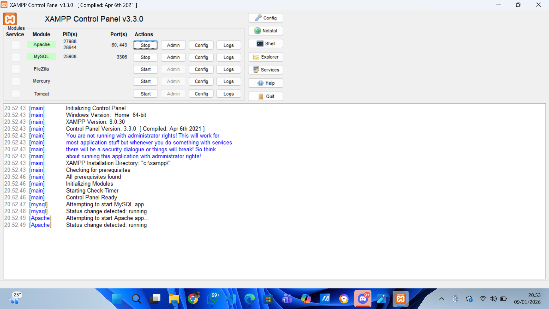 XAMPP Control Panel v3.3.0 [ Compiled: Apr 6th 2021 ]
XAMPP Control Panel v3.3.0
Modules
Service Module PID(s) Port(s) Actions
Apache 80, 443 Stop Admin Config Logs
MySQL 3306 Stop Admin Config Logs
FileZilla Start Admin Config Logs
Mercury Start Admin Config Logs
Tomcat Start Admin Config Logs
Config
Netstat
Shell
Explorer
Services
Help
Quit
20.52.43 [main] Initializing Control Panel
20.52.43 [main] Windows Version: Home 64-bit
20.52.43 [main] XAMPP Version: 8.0.30
20.52.43 [main] Control Panel Version: 3.3.0 [ Compiled: Apr 6th 2021 ]
20.52.43 [main] You are not running with administrator rights! This will work for
20.52.43 [main] most application stuff but whenever you do something with services
20.52.43 [main] there will be a security dialogue or things will break! So think
20.52.43 [main] about running this application with administrator rights!
20.52.43 [main] XAMPP Installation Directory: "c:\xampp\"
20.52.43 [main] Checking for prerequisites
20.52.46 [main] All prerequisites found
20.52.46 [main] Initializing Modules
20.52.46 [main] Starting Check-Timer
20.52.46 [main] Control Panel Ready
20.52.47 [mysql] Attempting to start MySQL app...
20.52.48 [mysql] Status change detected: running
20.52.49 [Apache] Attempting to start Apache app...
20.52.49 [Apache] Status change detected: running
25°
20.53
09/01/2026